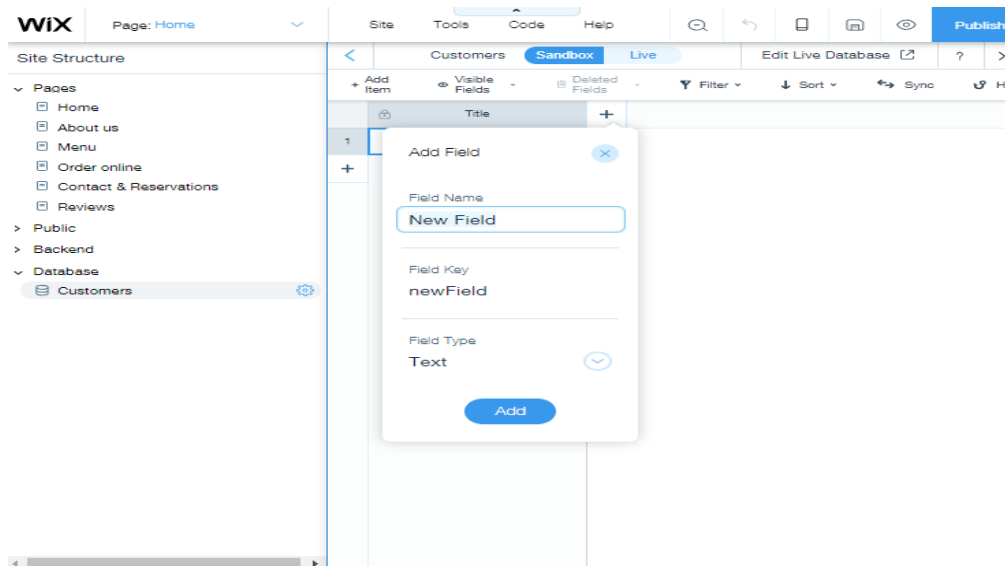 WiX Page: Home Site Tools Code Help Publish
Site Structure
Customers Sandbox Live Edit Live Database ?
+ Add Item Visible Fields Deleted Fields Filter Sort Sync
Pages
Home
About us
Menu
Order online
Contact & Reservations
Reviews
Public
Backend
Database
Customers
Title +
1
+
Add Field
Field Name
New Field
Field Key
newField
Field Type
Text
Add